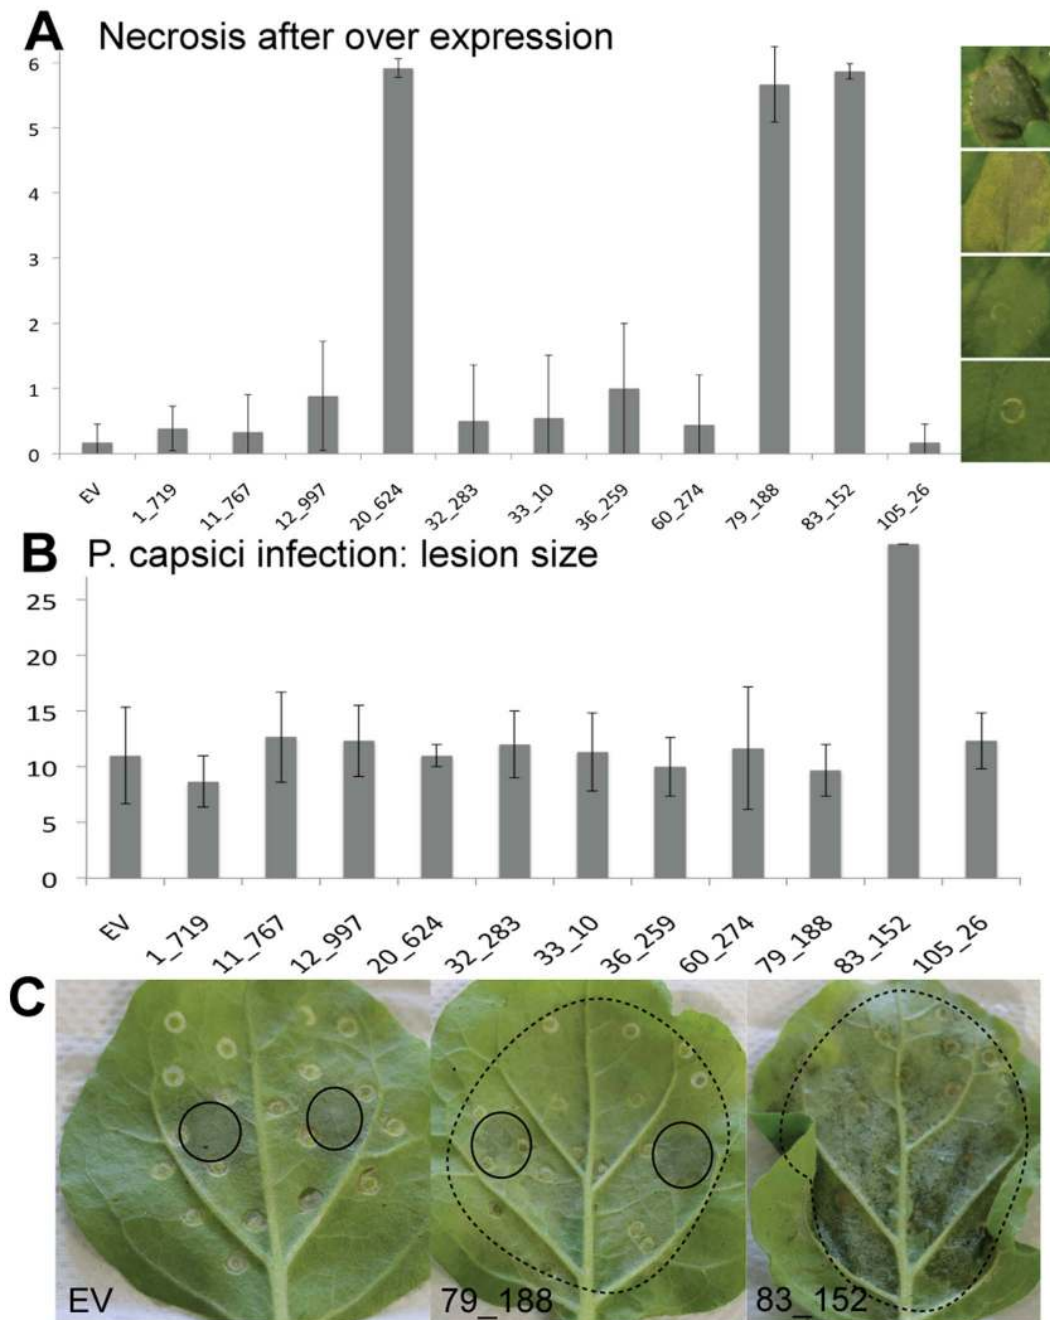 A Necrosis after over expression
6
5
4
3
2
1
0
EV 1_719 11_767 12_997 20_624 32_283 33_10 36_259 60_274 79_188 83_152 105_26
B P. capsici infection: lesion size
25
20
15
10
5
0
EV 1_719 11_767 12_997 20_624 32_283 33_10 36_259 60_274 79_188 83_152 105_26
C
EV 79_188 83_152